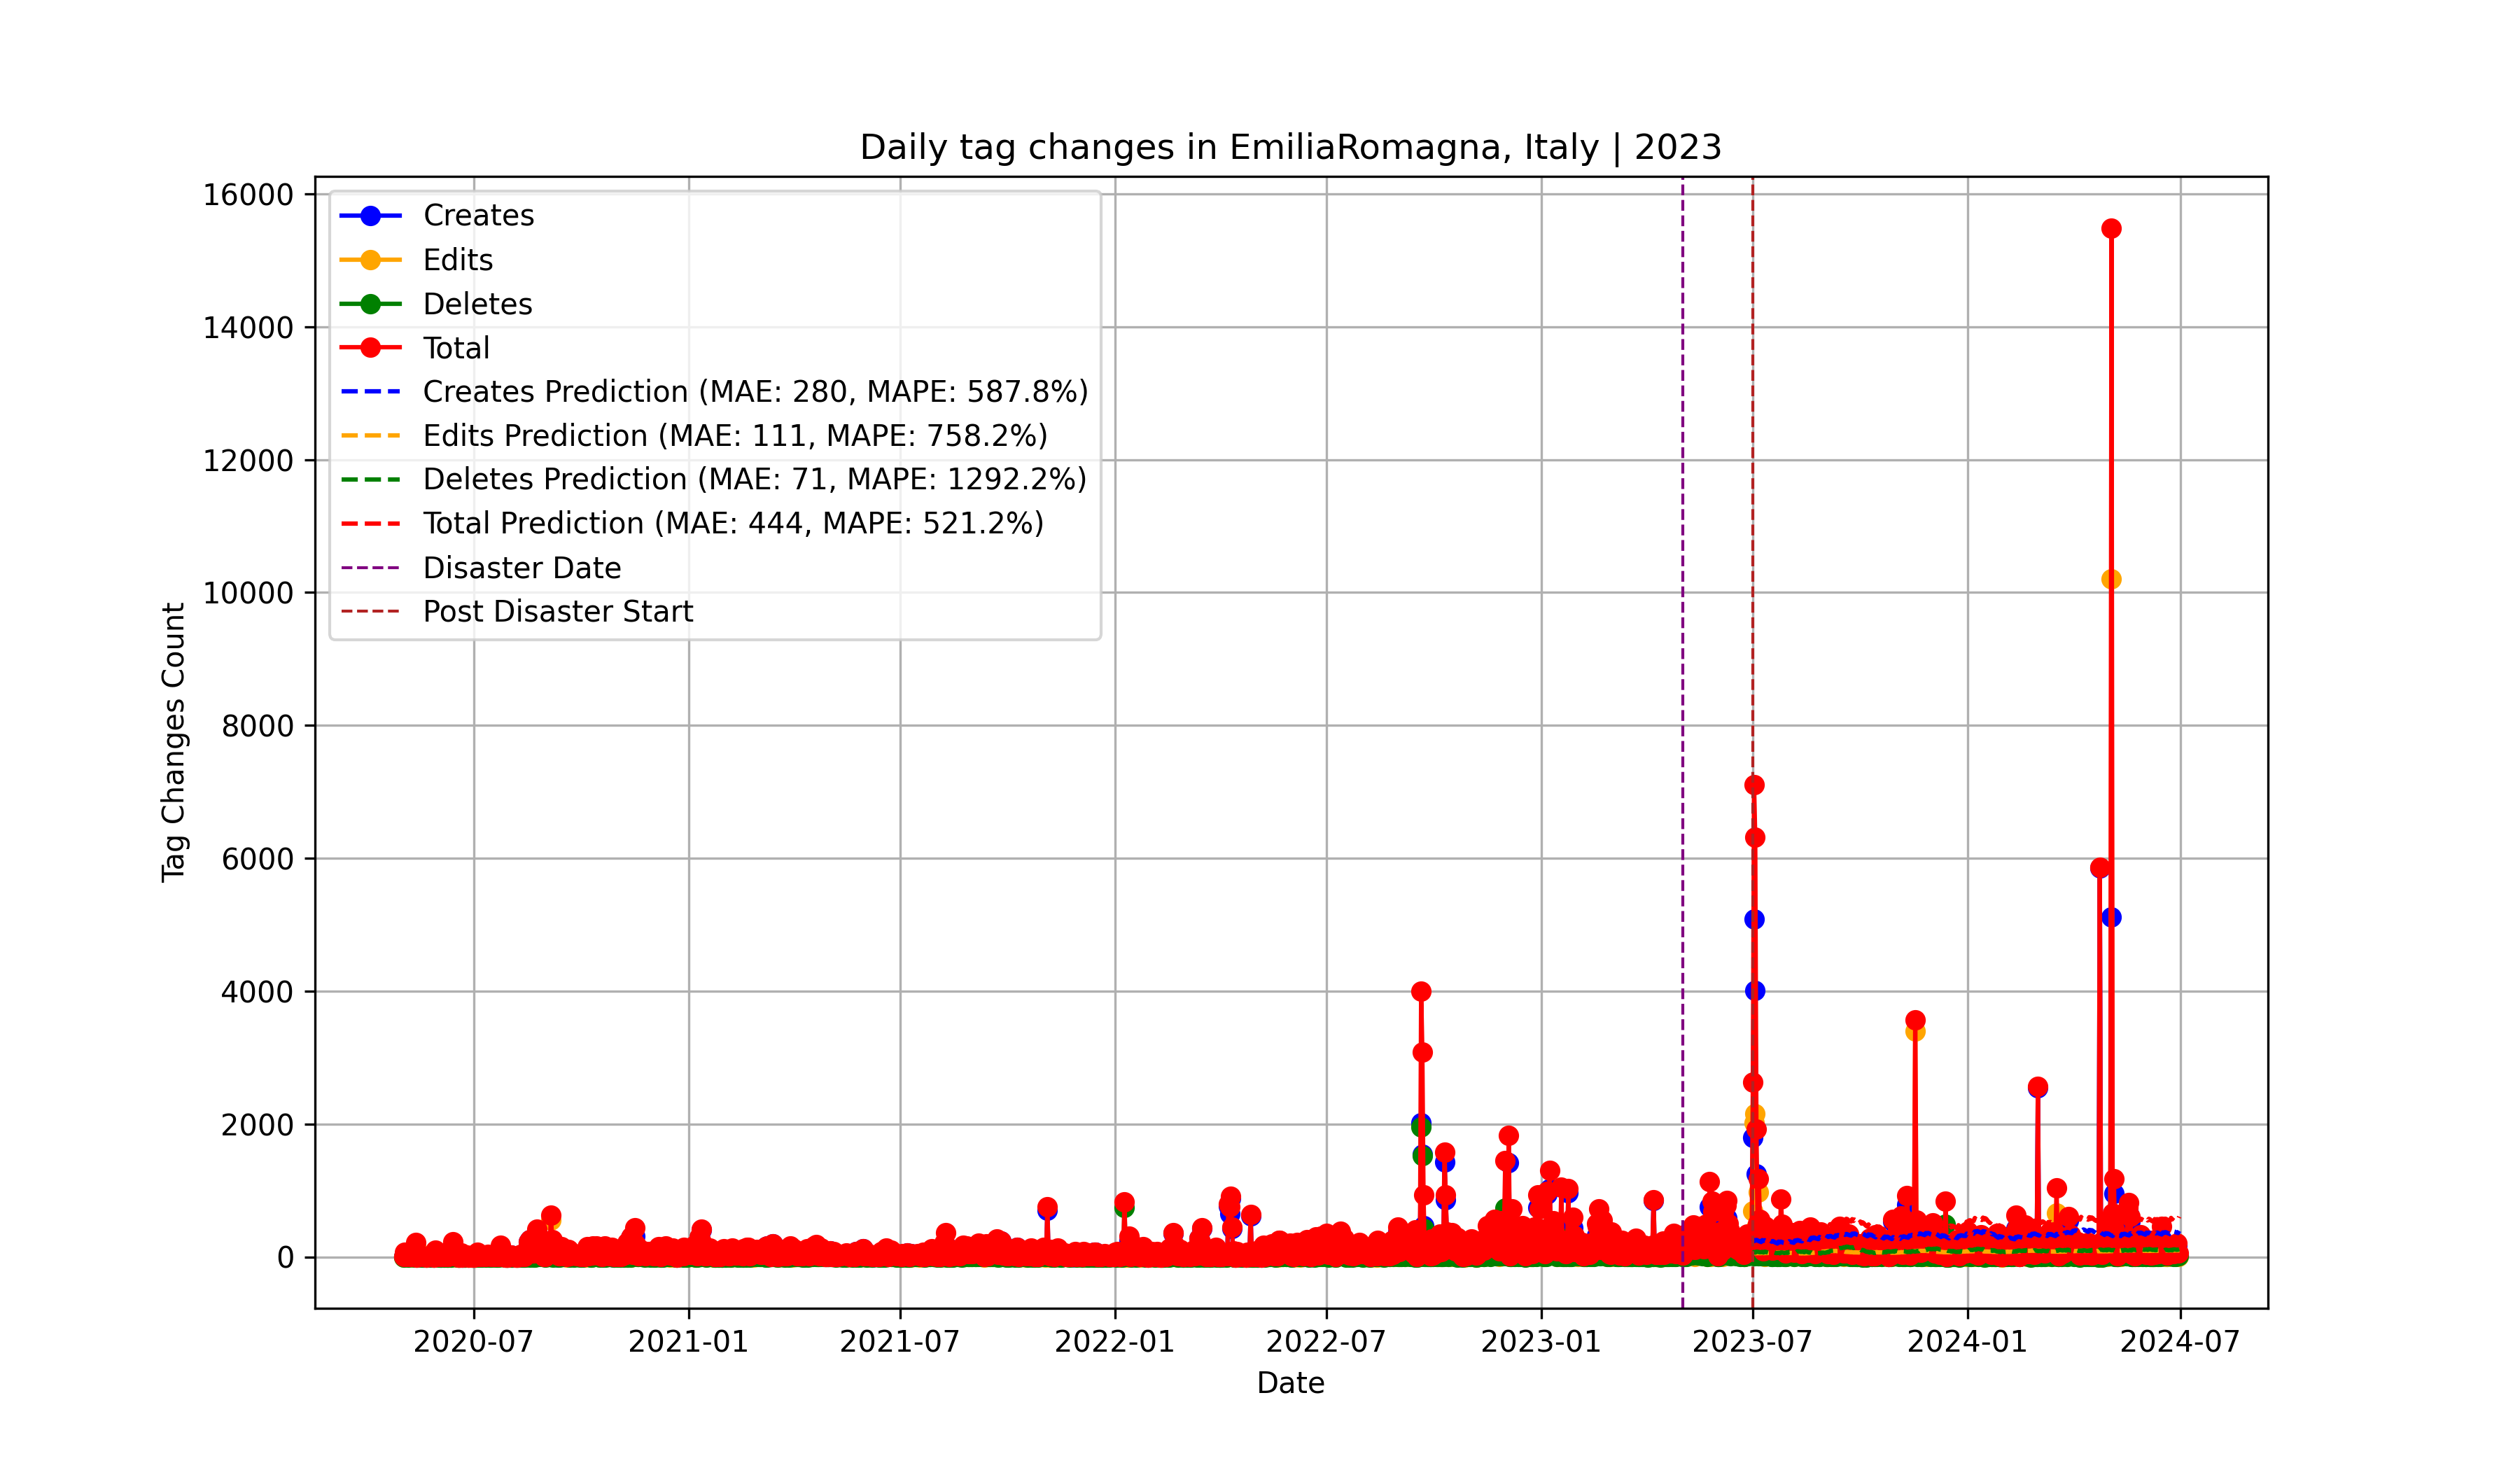 Daily tag changes in EmiliaRomagna, Italy | 2023
16000
14000
12000
10000
8000
6000
4000
2000
0
Tag Changes Count
Creates
Edits
Deletes
Total
Creates Prediction (MAE: 280, MAPE: 587.8%)
Edits Prediction (MAE: 111, MAPE: 758.2%)
Deletes Prediction (MAE: 71, MAPE: 1292.2%)
Total Prediction (MAE: 444, MAPE: 521.2%)
Disaster Date
Post Disaster Start
2020-07 2021-01 2021-07 2022-01 2022-07 2023-01 2023-07 2024-01 2024-07
Date